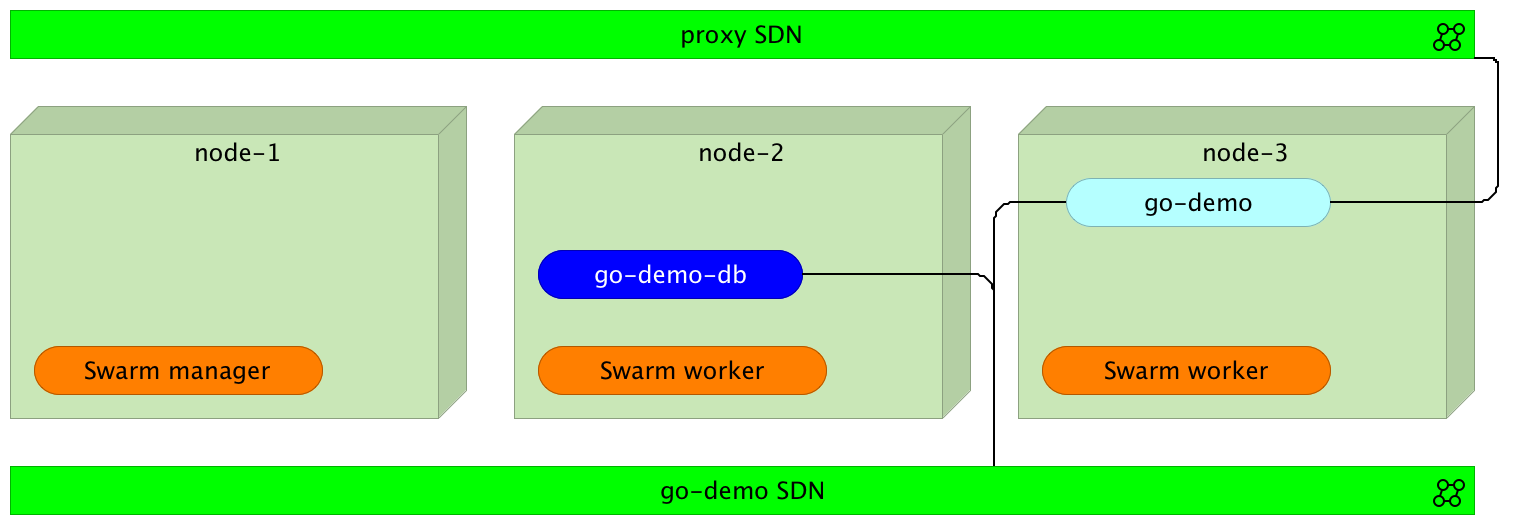 proxy SDN
node-1
node-2
node-3
go-demo
go-demo-db
Swarm manager
Swarm worker
Swarm worker
go-demo SDN